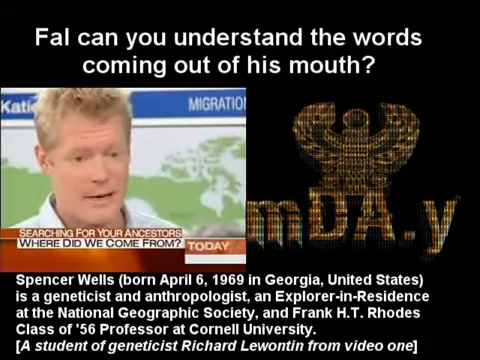 Fal can you understand the words
coming out of his mouth?
Katie
MIGRATION
mDA.y
SEARCHING FOR YOUR ANCESTORS
WHERE DID WE COME FROM?
TODAY
Spencer Wells (born April 6, 1969 in Georgia, United States)
is a geneticist and anthropologist, an Explorer-in-Residence
at the National Geographic Society, and Frank H.T. Rhodes
Class of '56 Professor at Cornell University.
[A student of geneticist Richard Lewontin from video one]